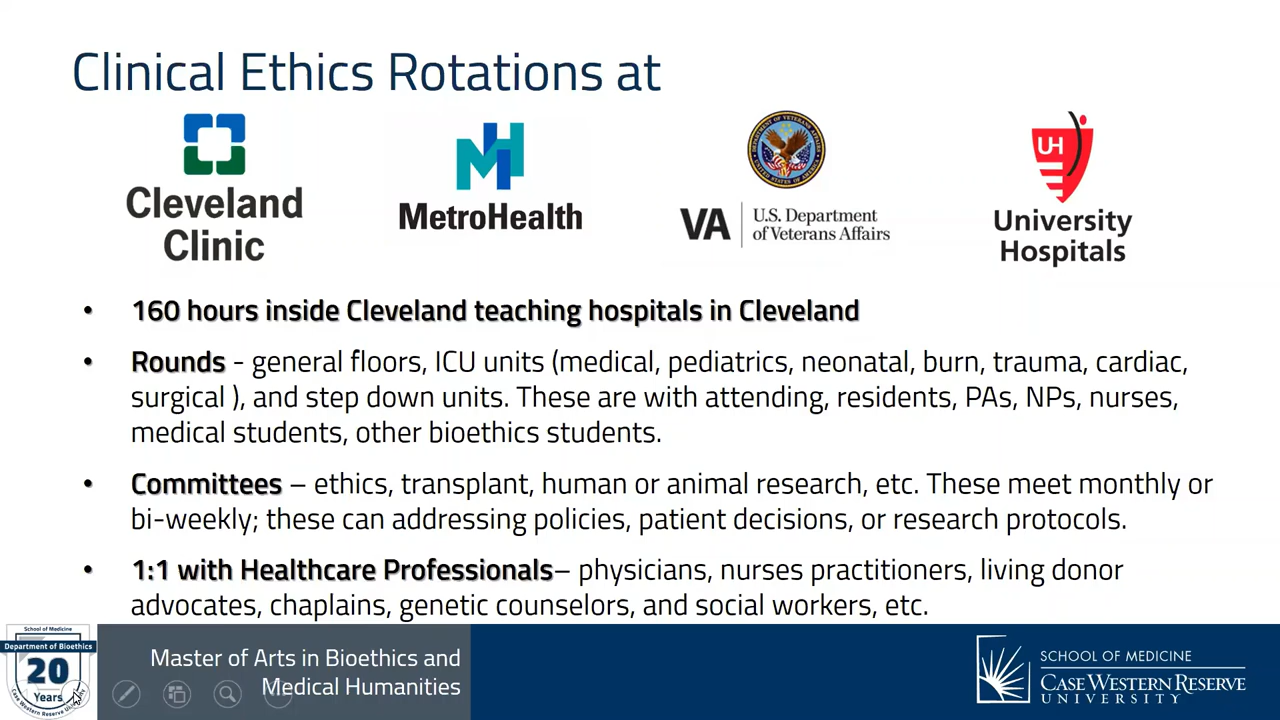 Clinical Ethics Rotations at
Cleveland
Clinic
MetroHealth
VA
U.S. Department
of Veterans Affairs
UH
University
Hospitals
• 160 hours inside Cleveland teaching hospitals in Cleveland
• Rounds - general floors, ICU units (medical, pediatrics, neonatal, burn, trauma, cardiac,
surgical ), and step down units. These are with attending, residents, PAs, NPs, nurses,
medical students, other bioethics students.
• Committees – ethics, transplant, human or animal research, etc. These meet monthly or
bi-weekly; these can addressing policies, patient decisions, or research protocols.
• 1:1 with Healthcare Professionals– physicians, nurses practitioners, living donor
advocates, chaplains, genetic counselors, and social workers, etc.
School of Medicine
Department of Bioethics
20
Years
Case Western Reserve
Master of Arts in Bioethics and
Medical Humanities
SCHOOL OF MEDICINE
CASE WESTERN RESERVE
UNIVERSITY